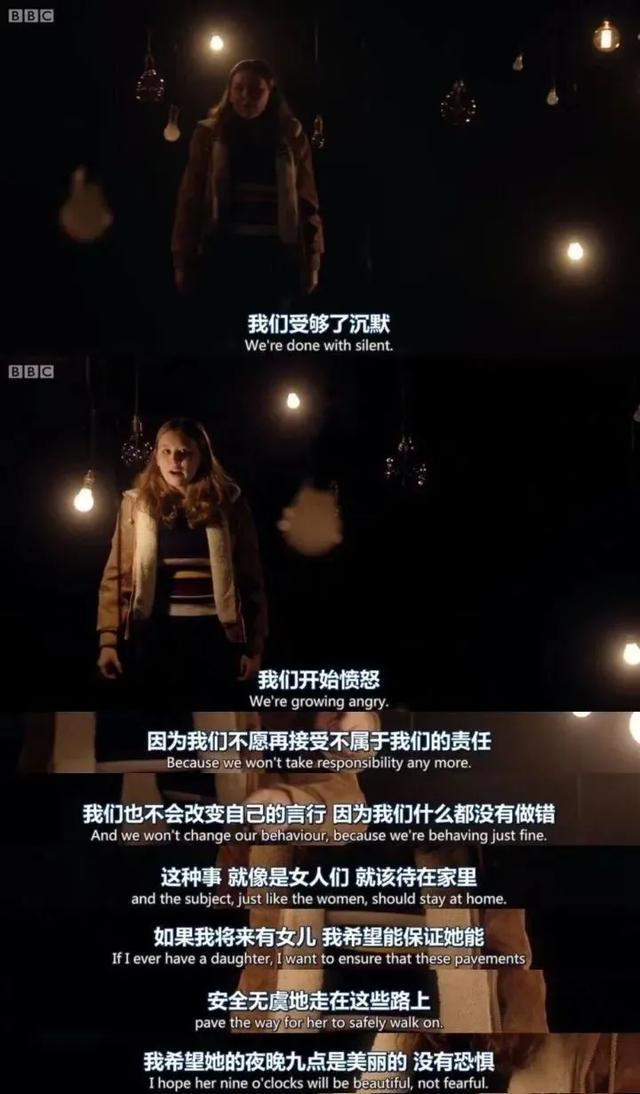 BBC
我们受够了沉默
We're done with silent.
BBC
我们开始愤怒
We're growing angry.
因为我们不愿再接受不属于我们的责任
Because we won't take responsibility any more.
我们也不会改变自己的言行 因为我们什么都没有做错
And we won't change our behaviour, because we're behaving just fine.
这种事 就像是女人们 就该待在家里
and the subject, just like the women, should stay at home.
如果我将来有女儿 我希望能保证她能
If I ever have a daughter, I want to ensure that these pavements
安全无虞地走在这些路上
pave the way for her to safely walk on.
我希望她的夜晚九点是美丽的 没有恐惧
I hope her nine o'clocks will be beautiful, not fearful.